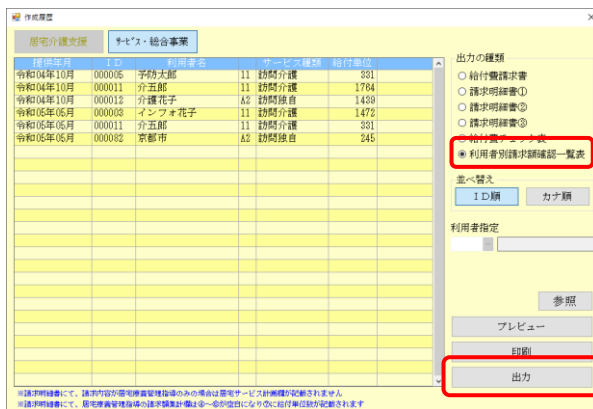 作成履歴
居宅介護支援 サービス・総合事業
提供年月 ID 利用者名 サービス種類 給付単位
令和04年10月 000005 予防太郎 11 訪問介護 331
令和04年10月 000011 介五郎 11 訪問介護 1764
令和04年10月 000012 介護花子 A2 訪問独自 1439
令和05年05月 000003 インフォ花子 11 訪問介護 1472
令和05年05月 000011 介五郎 11 訪問介護 331
令和05年05月 000082 京都市 A2 訪問独自 245
出力の種類
給付費請求書
請求明細書①
請求明細書②
請求明細書③
給付費チェック表
利用者別請求額確認一覧表
並べ替え
ID順 カナ順
利用者指定
参照
プレビュー
印刷
出力
※請求明細書にて、請求内容が居宅療養管理指導のみの場合は居宅サービス計画欄が記載されません
※請求明細書にて、居宅療養管理指導の請求額集計欄は④～⑥が空白になり②に給付単位数が記載されます